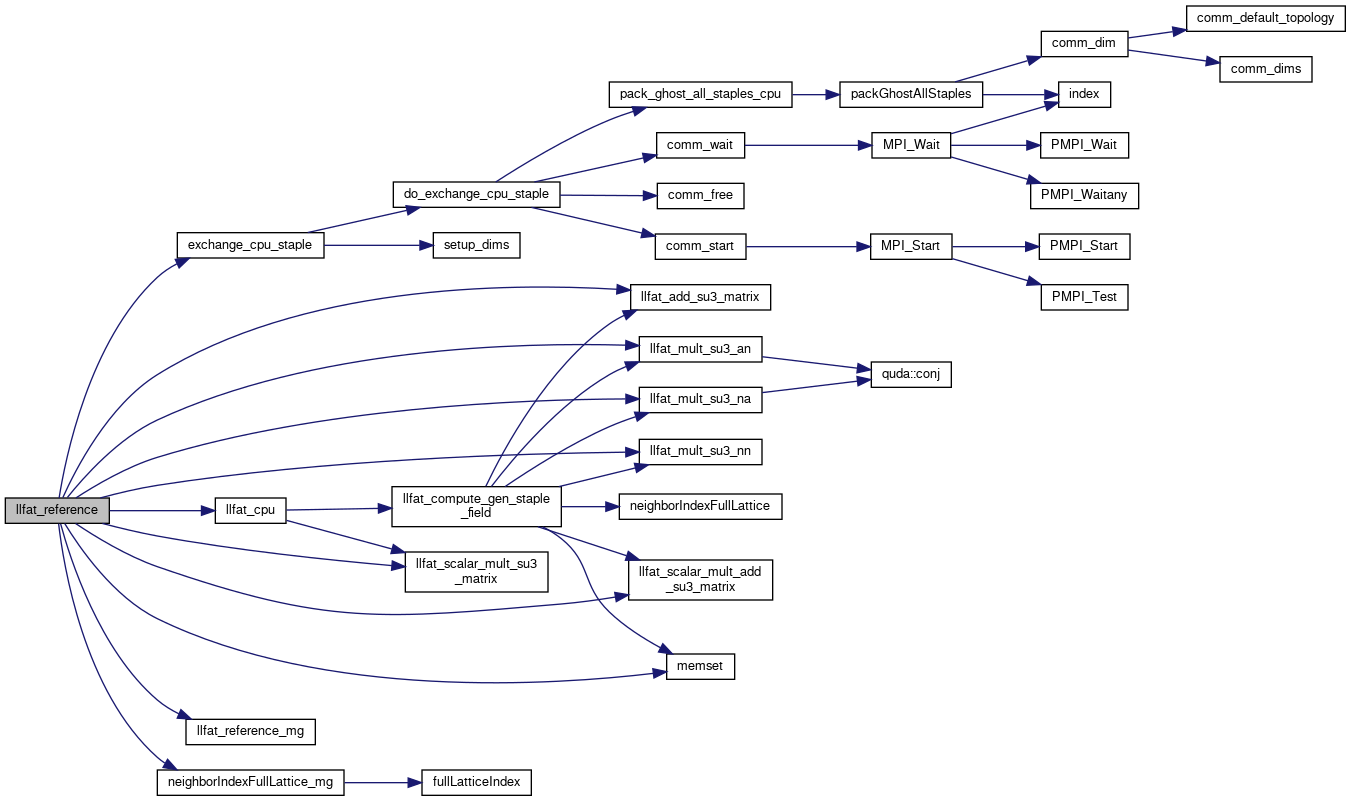 comm_default_topology
comm_dim
comm_dims
pack_ghost_all_staples_cpu
packGhostAllStaples
index
comm_wait
MPI_Wait
PMPI_Wait
do_exchange_cpu_staple
comm_free
PMPI_Waitany
exchange_cpu_staple
setup_dims
comm_start
MPI_Start
PMPI_Start
llfat_add_su3_matrix
PMPI_Test
llfat_mult_su3_an
quda::conj
llfat_mult_su3_na
llfat_mult_su3_nn
llfat_reference
llfat_cpu
llfat_compute_gen_staple
_field
neighborIndexFullLattice
llfat_scalar_mult_su3
_matrix
llfat_scalar_mult_add
_su3_matrix
memset
llfat_reference_mg
neighborIndexFullLattice_mg
fullLatticeIndex